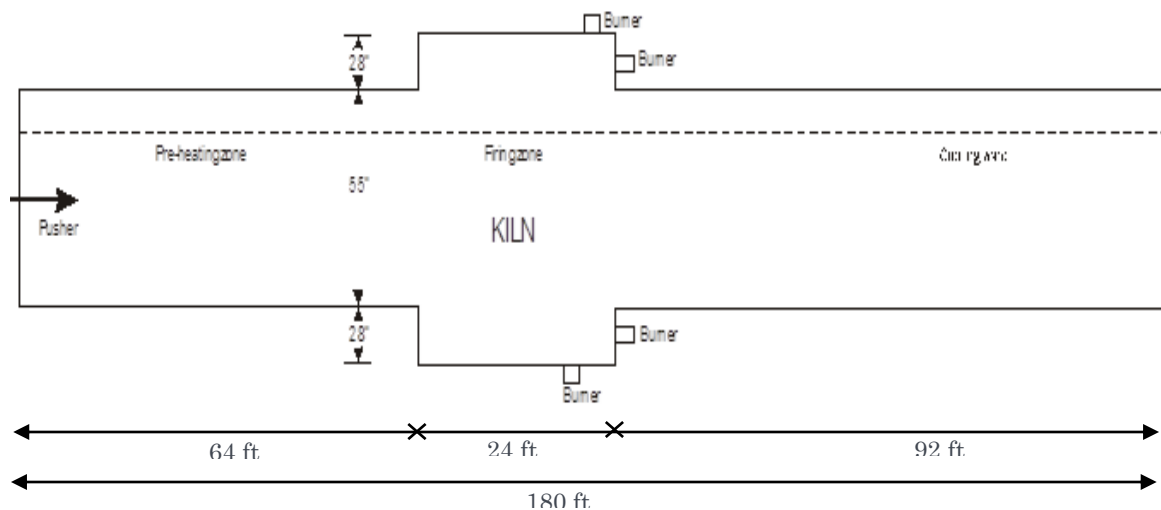 Burner
Burner
28"
Pre-heatingzone
Firingzone
55"
Pusher
KILN
28"
Burner
Burner
64 ft
24 ft
92 ft
180 ft